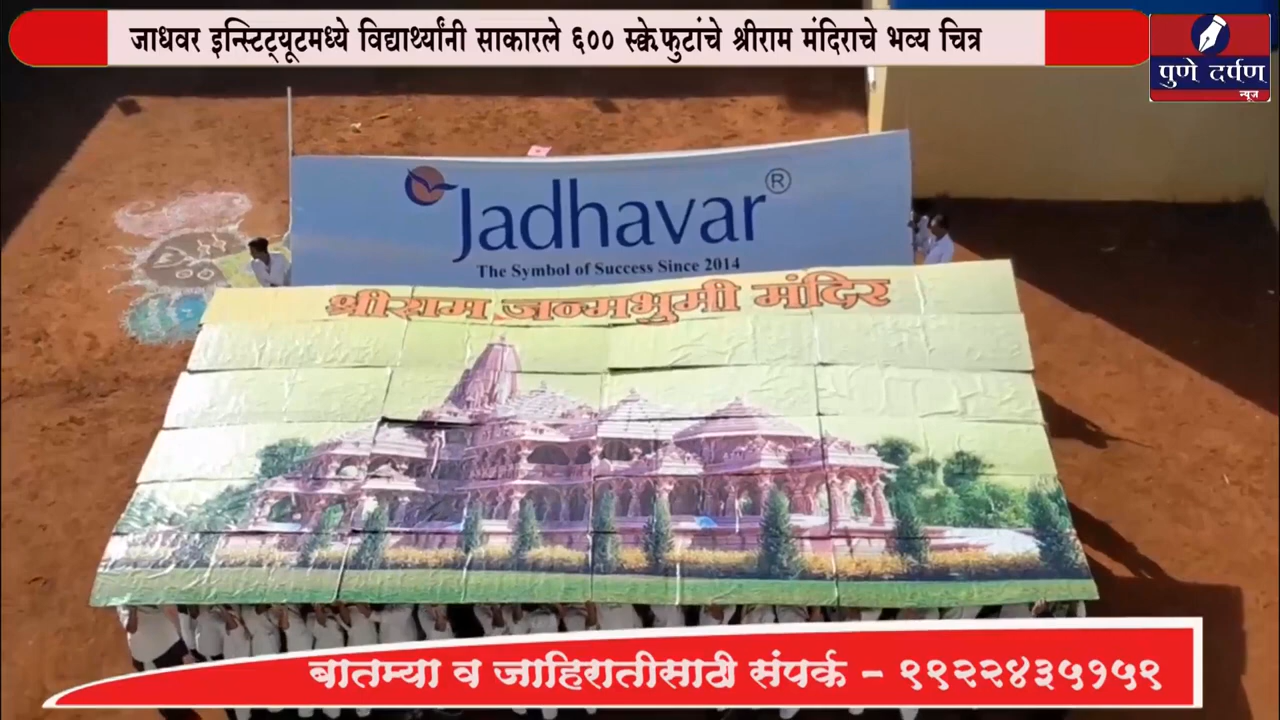 जाधवर इन्स्टिट्यूटमध्ये विद्यार्थ्यांनी साकारले ६०० स्क्वेफुटांचे श्रीराम मंदिराचे भव्य चित्र
पुणे दर्पण
न्यूज
Jadhavar®
The Symbol of Success Since 2014
श्रीराम जन्मभुमी मंदिर
बातम्या व जाहिरातीसाठी संपर्क - ९९२२४३५१५९